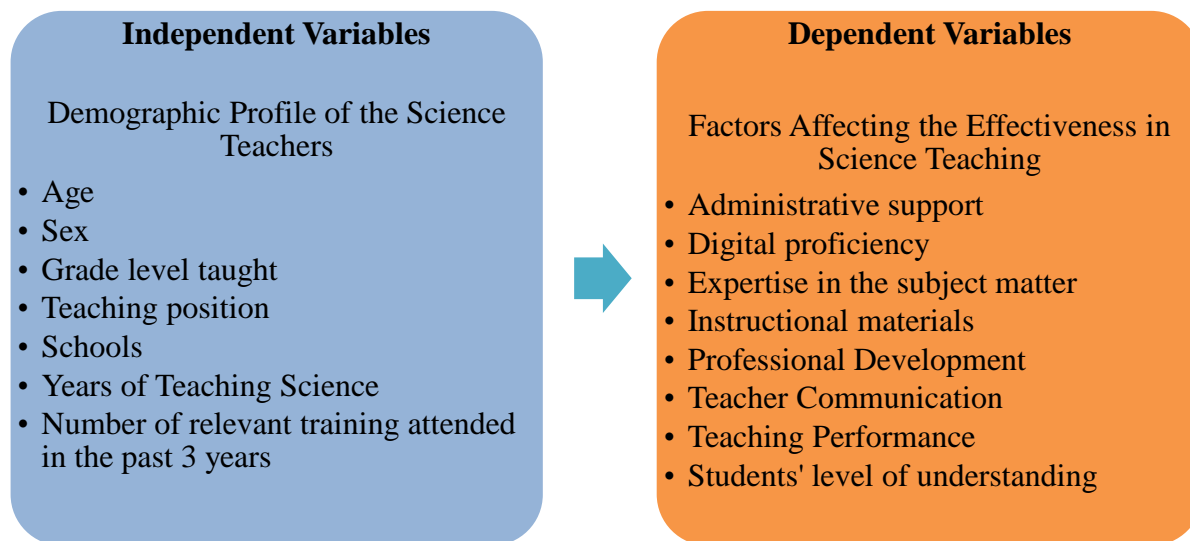 Independent Variables
Demographic Profile of the Science
Teachers
• Age
• Sex
• Grade level taught
• Teaching position
• Schools
• Years of Teaching Science
• Number of relevant training attended
in the past 3 years
Dependent Variables
Factors Affecting the Effectiveness in
Science Teaching
• Administrative support
• Digital proficiency
• Expertise in the subject matter
• Instructional materials
• Professional Development
• Teacher Communication
• Teaching Performance
• Students' level of understanding